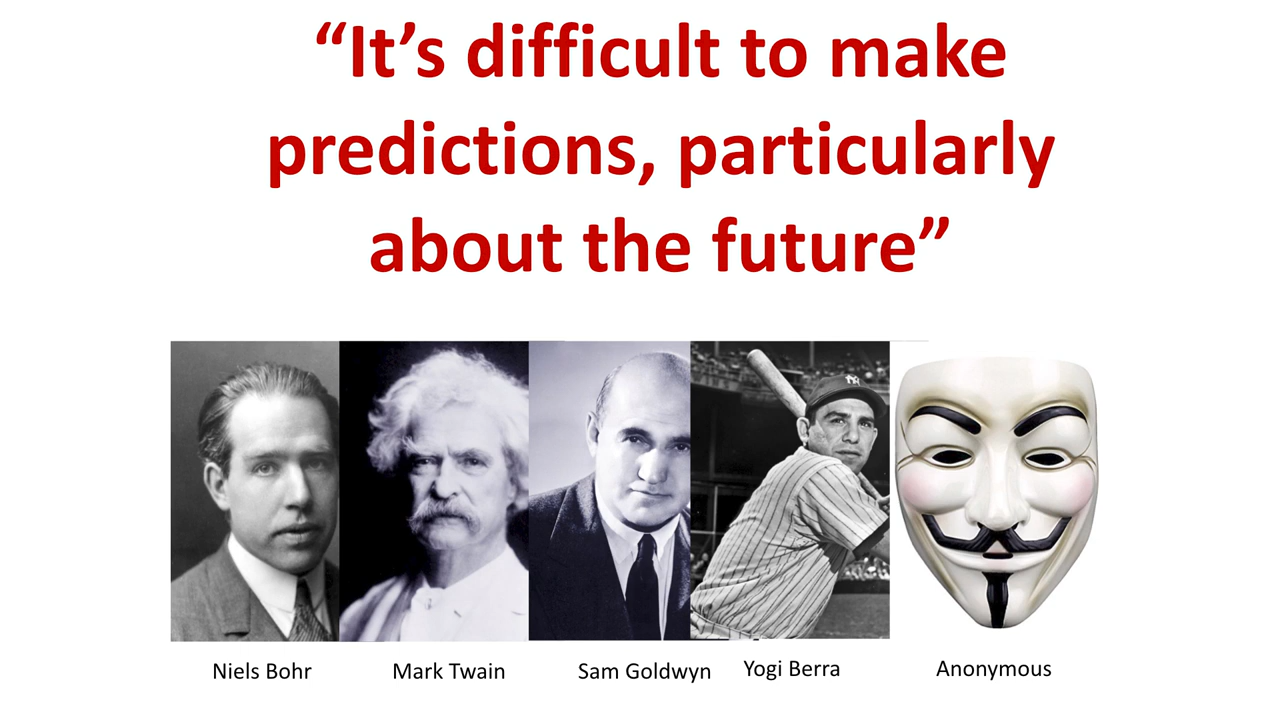 “It’s difficult to make
predictions, particularly
about the future”
Niels Bohr
Mark Twain
Sam Goldwyn
Yogi Berra
Anonymous